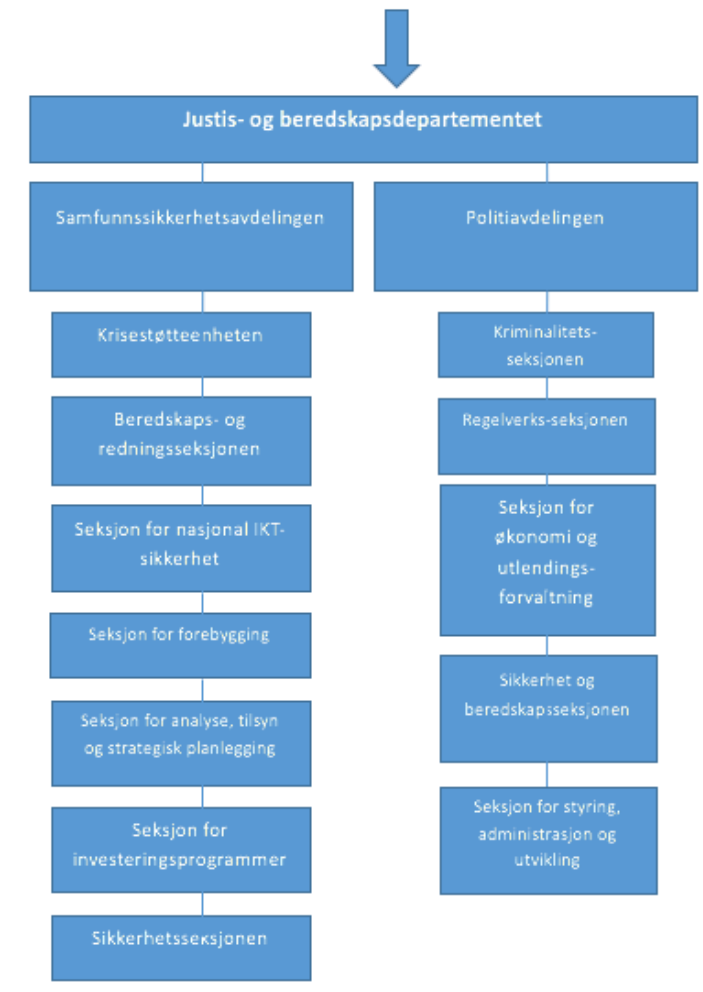 Justis- og beredskapsdepartementet
Samfunnssikkerhetsavdelingen
Krisestøtteenheten
Beredskaps- og
redningsseksjonen
Seksjon for nasjonal IKT-
sikkerhet
Seksjon for forebygging
Seksjon for analyse, tilsyn
og strategisk planlegging
Seksjon for
investeringsprogrammer
Sikkerhetsseksjonen
Politiavdelingen
Kriminalitets-
seksjonen
Regelverks-seksjonen
Seksjon for
økonomi og
utlendings-
forvaltning
Sikkerhet og
beredskapsseksjonen
Seksjon for styring,
administrasjon og
utvikling